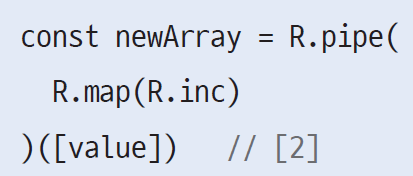 const newArray = R.pipe(
  R.map(R.inc)
)([value])   // [2]